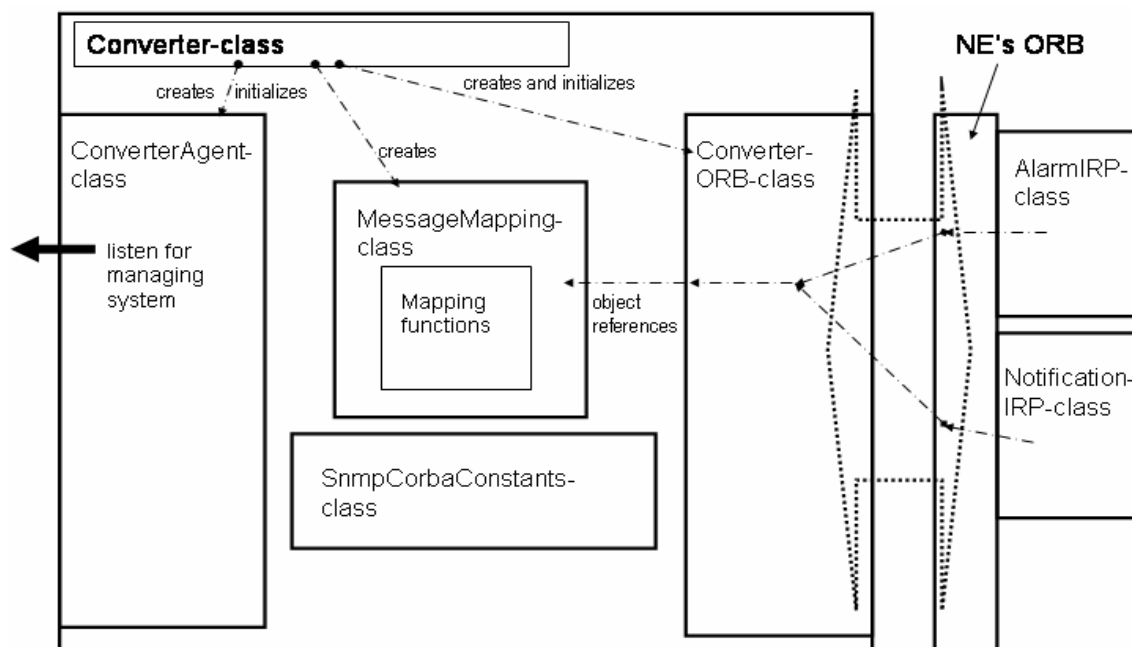 Converter-class
NE's ORB
creates initializes
creates and initializes
ConverterAgent-
class
creates
Converter-
ORB-class
AlarmIRP-
class
MessageMapping-
class
listen for
managing
system
Mapping
functions
object
references
Notification-
IRP-class
SnmpCorbaConstants-
class